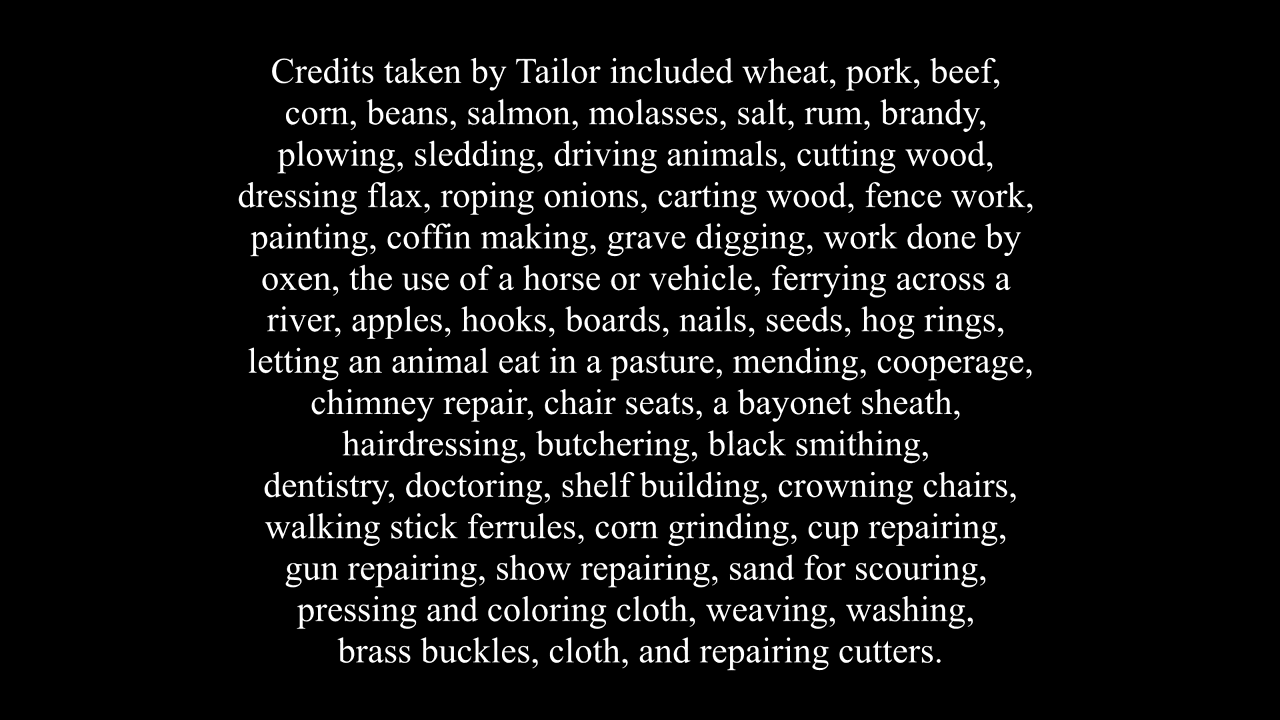 Credits taken by Tailor included wheat, pork, beef,
corn, beans, salmon, molasses, salt, rum, brandy,
plowing, sledding, driving animals, cutting wood,
dressing flax, roping onions, carting wood, fence work,
painting, coffin making, grave digging, work done by
oxen, the use of a horse or vehicle, ferrying across a
river, apples, hooks, boards, nails, seeds, hog rings,
letting an animal eat in a pasture, mending, cooperage,
chimney repair, chair seats, a bayonet sheath,
hairdressing, butchering, black smithing,
dentistry, doctoring, shelf building, crowning chairs,
walking stick ferrules, corn grinding, cup repairing,
gun repairing, show repairing, sand for scouring,
pressing and coloring cloth, weaving, washing,
brass buckles, cloth, and repairing cutters.